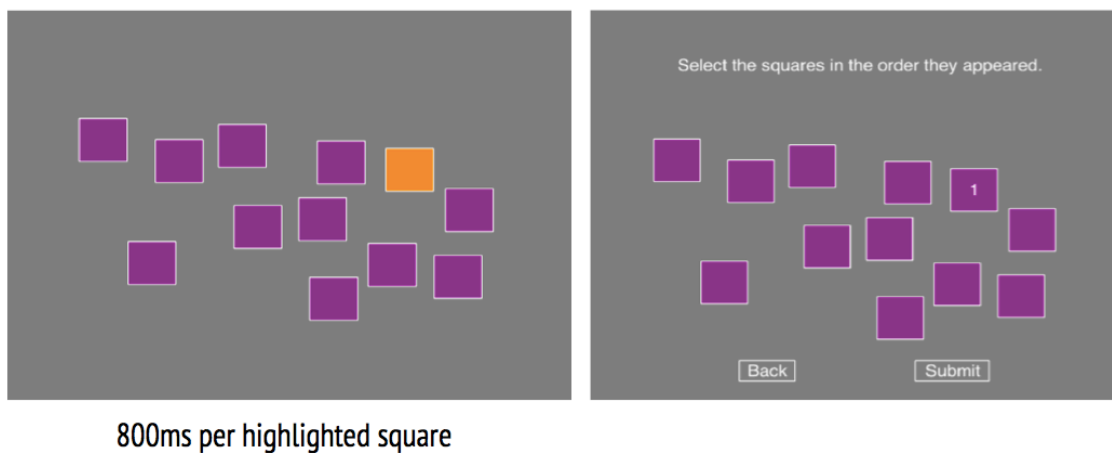 Select the squares in the order they appeared.
1
Back
Submit
800ms per highlighted square